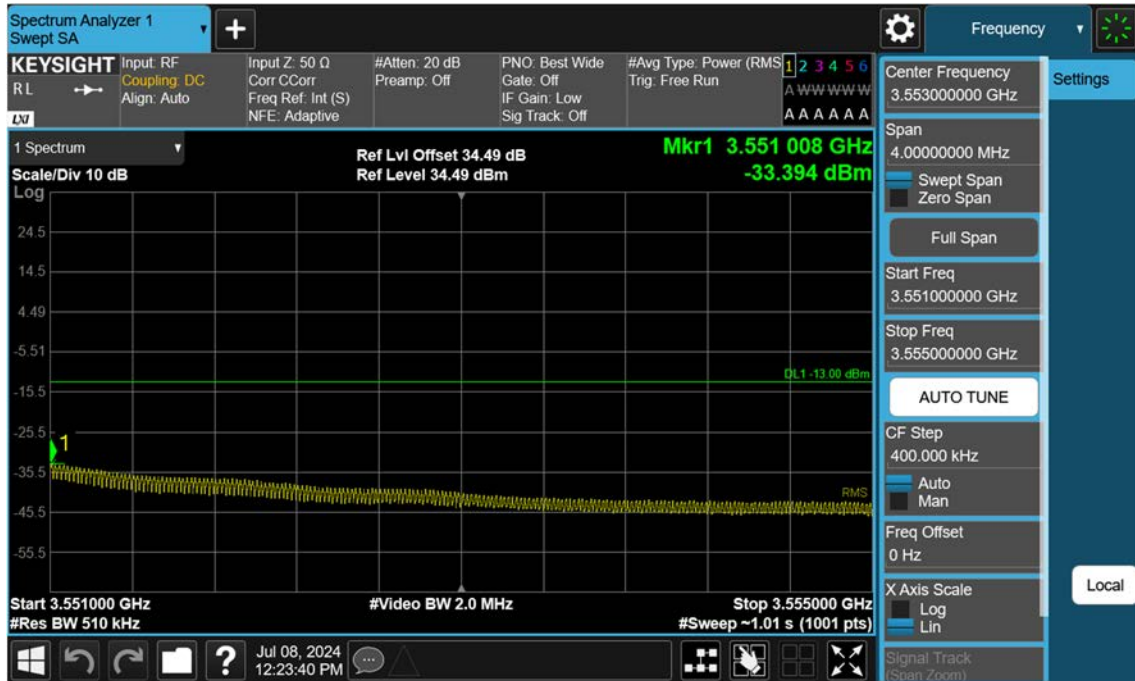 Spectrum Analyzer 1
Swept SA
Frequency
KEYSIGHT
RL
LXI
Input: RF
Coupling: DC
Align: Auto
Input Z: 50 Ω
Corr CCorr
Freq Ref: Int (S)
NFE: Adaptive
#Atten: 20 dB
Preamp: Off
PNO: Best Wide
Gate: Off
IF Gain: Low
Sig Track: Off
#Avg Type: Power (RMS
Trig: Free Run
1 2 3 4 5 6
A W W W W W
A A A A A A
1 Spectrum
Scale/Div 10 dB
Log
Ref Lvl Offset 34.49 dB
Ref Level 34.49 dBm
Mkr1 3.551 008 GHz
-33.394 dBm
24.5
14.5
4.49
-5.51
DL1 -13.00 dBm
-15.5
-25.5
1
-35.5
RMS
-45.5
-55.5
Start 3.551000 GHz
#Res BW 510 kHz
#Video BW 2.0 MHz
Stop 3.555000 GHz
#Sweep ~1.01 s (1001 pts)
Jul 08, 2024
12:23:40 PM
Center Frequency
3.553000000 GHz
Span
4.00000000 MHz
Swept Span
Zero Span
Full Span
Start Freq
3.551000000 GHz
Stop Freq
3.555000000 GHz
AUTO TUNE
CF Step
400.000 kHz
Auto
Man
Freq Offset
0 Hz
X Axis Scale
Log
Lin
Signal Track
(Span Zoom)
Settings
Local